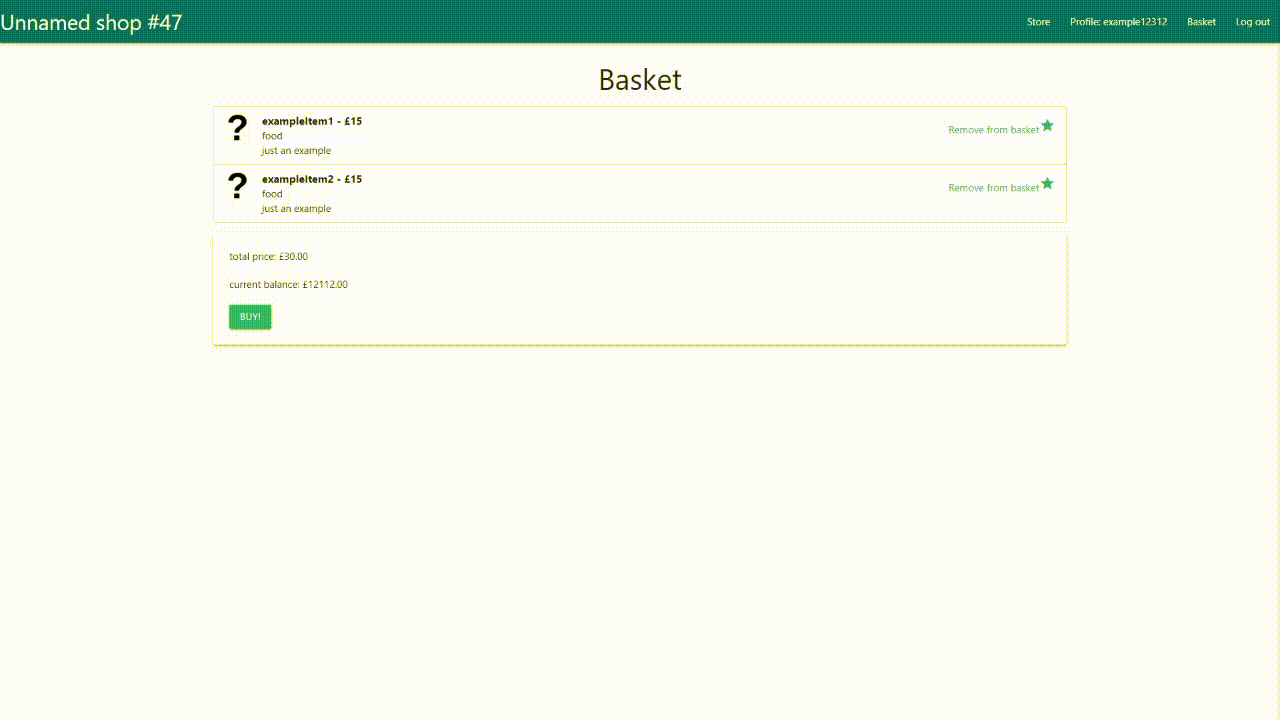 Unnamed shop #47
Store Profile: example12312 Basket Log out
Basket
?
exampleItem1 - £15
food
just an example
Remove from basket
?
exampleItem2 - £15
food
just an example
Remove from basket
total price: £30.00
current balance: £12112.00
BUY!